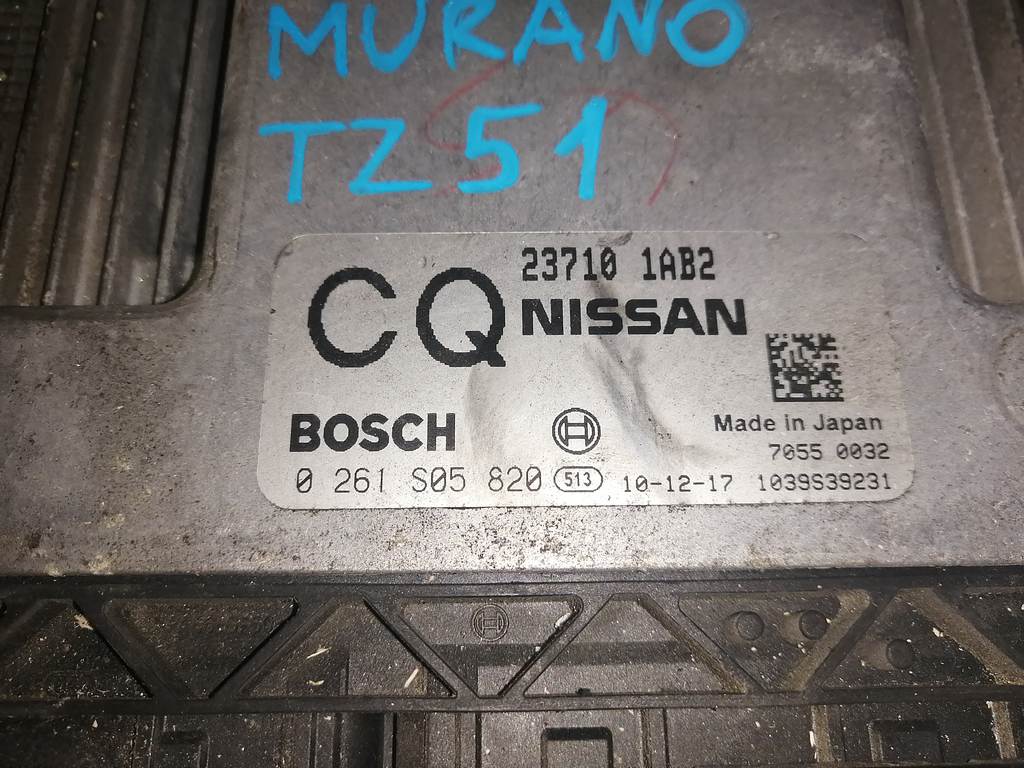 MURANO
TZ51
23710 1AB2
CQ NISSAN
BOSCH
Made in Japan
7055 0032
0 261 S05 820 513 10-12-17 1039S39231